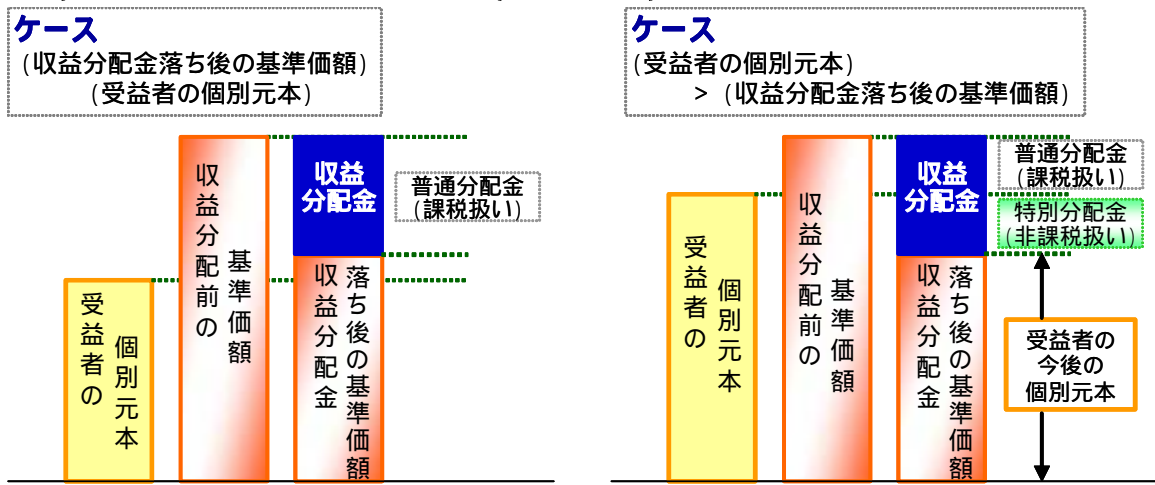 ケース
(収益分配金落ち後の基準価額)
(受益者の個別元本)
受益者の
個別元本
収益分配前の
基準価額
収益
分配金
収益分配金
落ち後の基準価額
普通分配金
(課税扱い)
ケース
(受益者の個別元本)
> (収益分配金落ち後の基準価額)
受益者の
個別元本
収益分配前の
基準価額
収益
分配金
収益分配金
落ち後の基準価額
普通分配金
(課税扱い)
特別分配金
(非課税扱い)
受益者の
今後の
個別元本